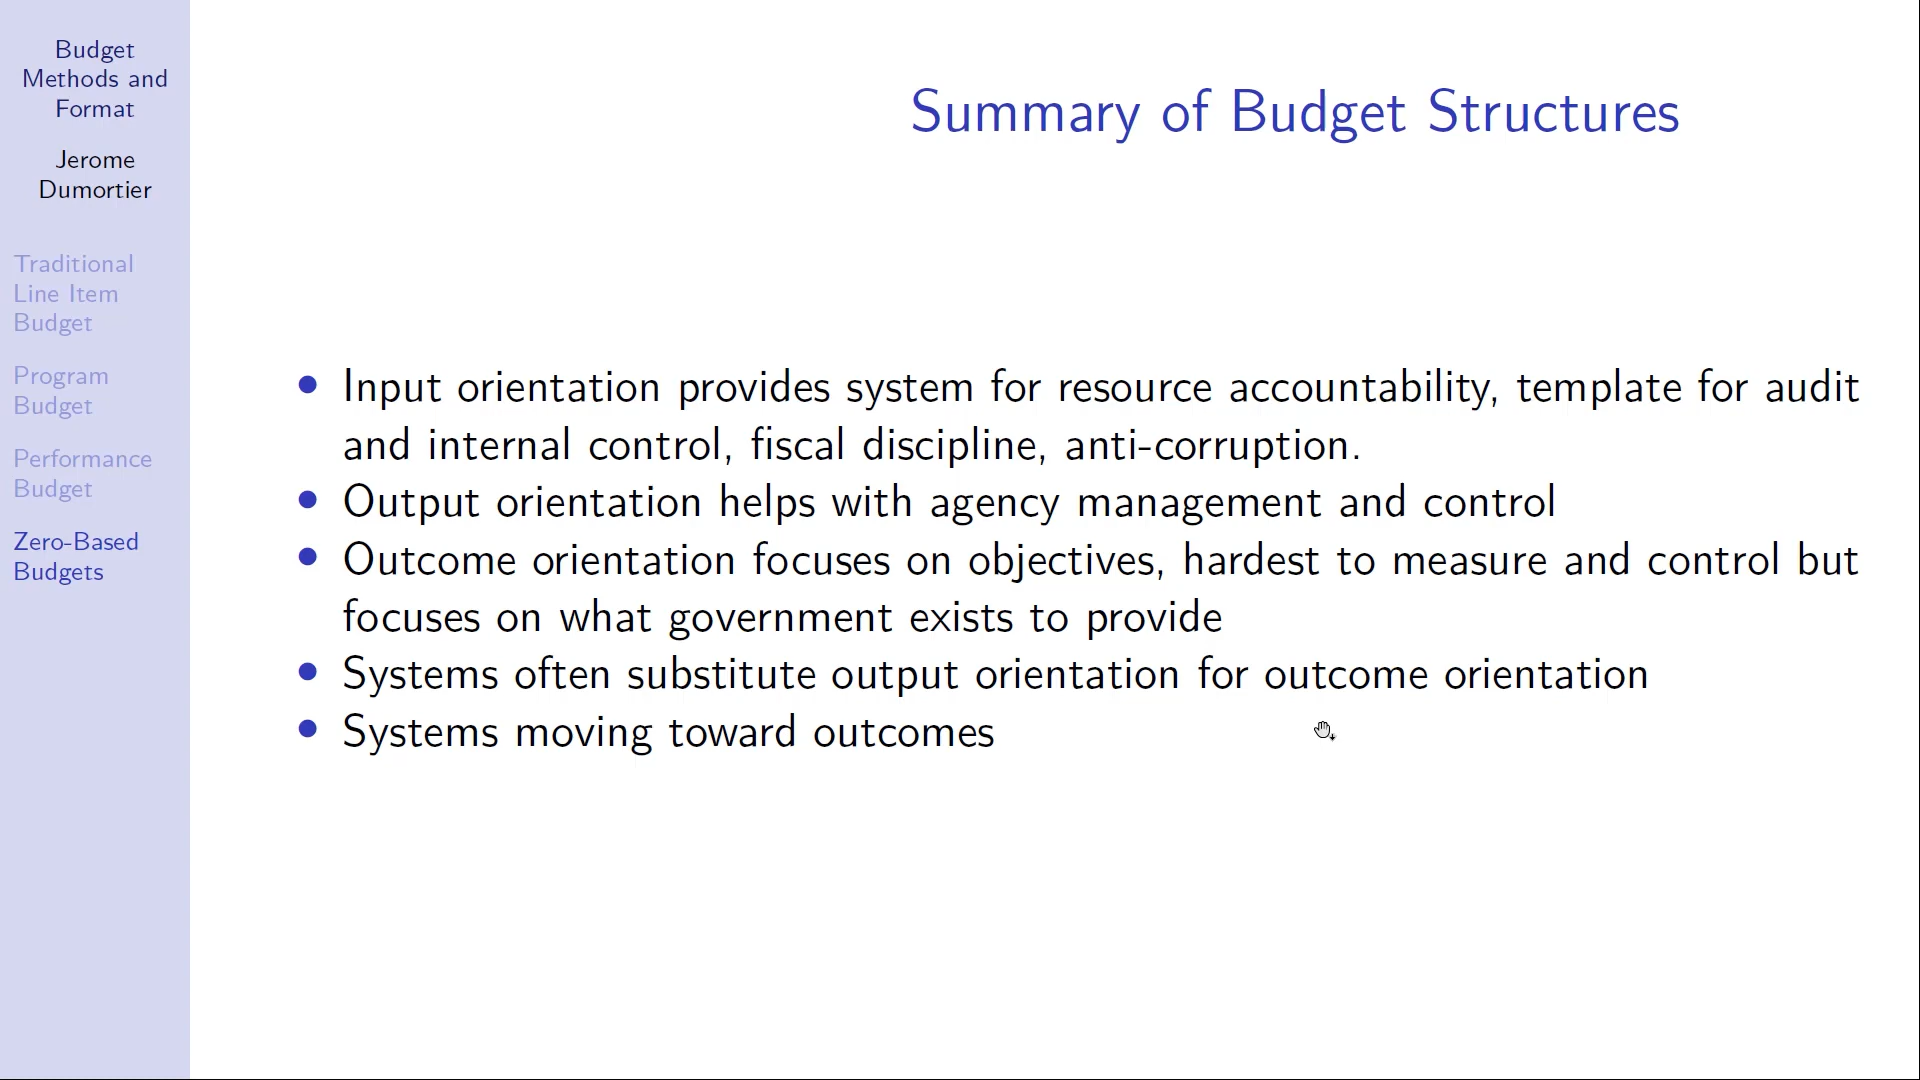 Budget
Methods and
Format
Jerome
Dumortier
Traditional
Line Item
Budget
Program
Budget
Performance
Budget
Zero-Based
Budgets
Summary of Budget Structures
• Input orientation provides system for resource accountability, template for audit
and internal control, fiscal discipline, anti-corruption.
• Output orientation helps with agency management and control
• Outcome orientation focuses on objectives, hardest to measure and control but
focuses on what government exists to provide
• Systems often substitute output orientation for outcome orientation
• Systems moving toward outcomes